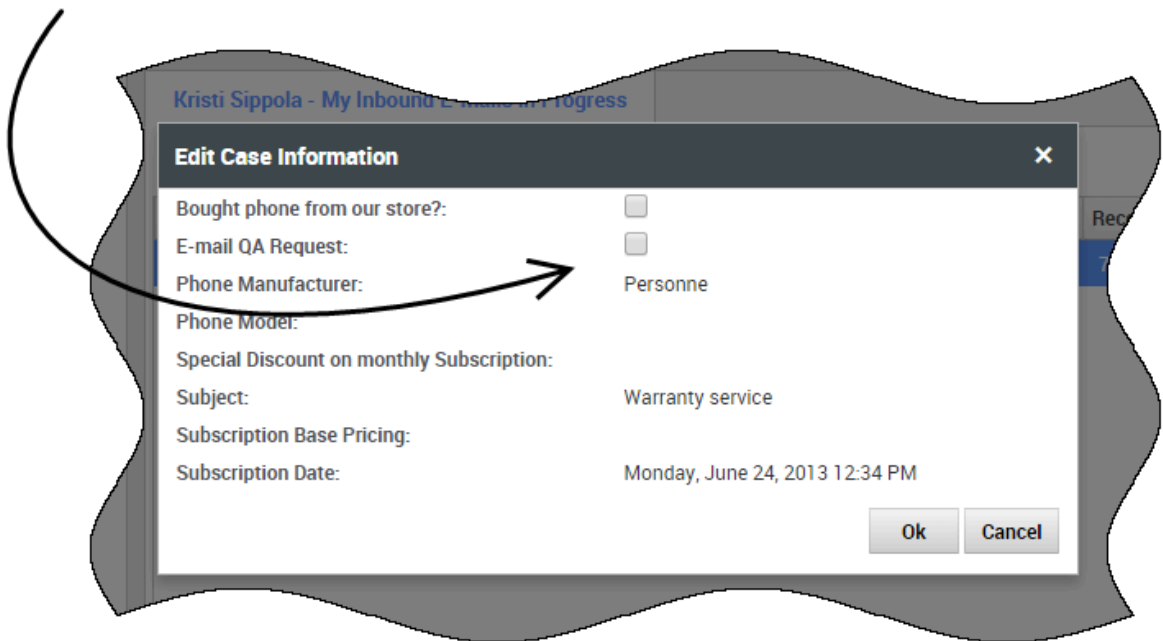 Kristi Sippola - My Inbound E-Mails In Progress
Edit Case Information
Bought phone from our store?:
Rece
E-mail QA Request:
7
Phone Manufacturer: Personne
Phone Model:
Special Discount on monthly Subscription:
Subject: Warranty service
Subscription Base Pricing:
Subscription Date: Monday, June 24, 2013 12:34 PM
Ok Cancel